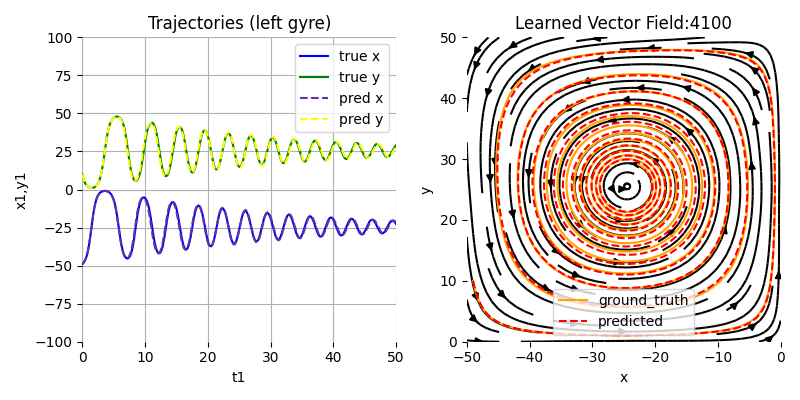 Trajectories (left gyre)
100
75
50
25
0
−25
−50
−75
−100
x1,y1
0
10
20
30
40
50
t1
true x
true y
pred x
pred y
Learned Vector Field:4100
50
40
30
20
10
0
y
−50
−40
−30
−20
−10
0
x
ground_truth
predicted